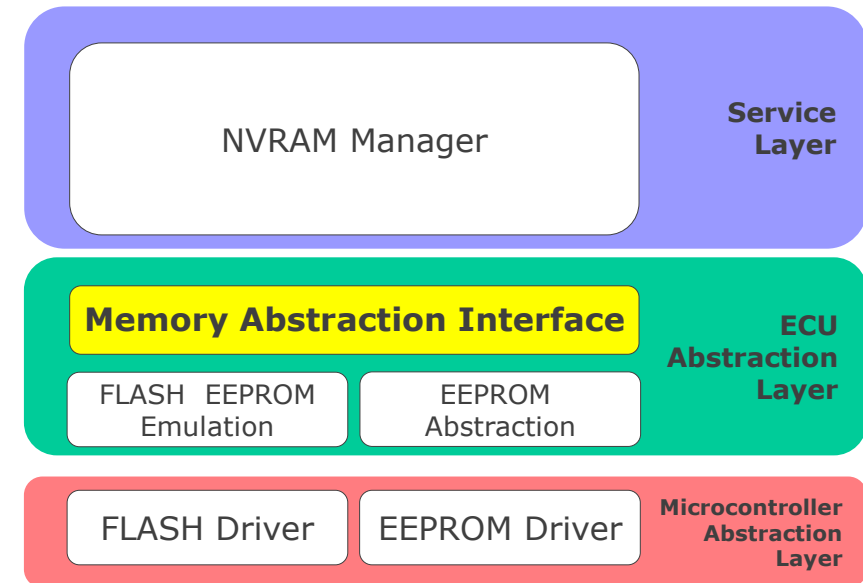 NVRAM Manager
Service
Layer
Memory Abstraction Interface
FLASH EEPROM
Emulation
EEPROM
Abstraction
ECU
Abstraction
Layer
FLASH Driver
EEPROM Driver
Microcontroller
Abstraction
Layer